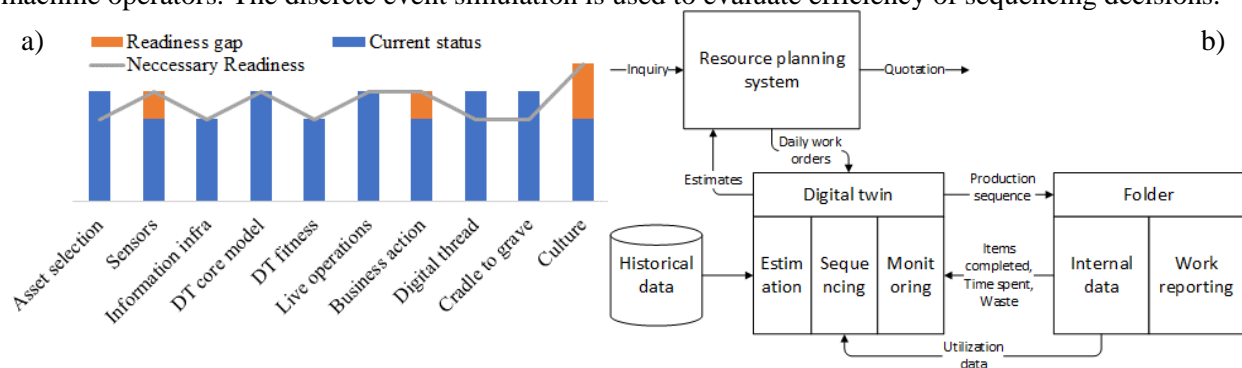 machine operators. The discrete event simulation is used to evaluate efficiency of sequencing decisions.
a)
Readiness gap
Current status
Neccessary Readiness
Asset selection
Sensors
Information infra
DT core model
DT fitness
Live operations
Business action
Digital thread
Cradle to grave
Culture
b)
Inquiry
Resource planning
system
Quotation
Daily work
orders
Estimates
Digital twin
Production
sequence
Folder
Historical
data
Estim
ation
Seque
ncing
Monit
oring
Items
completed,
Time spent,
Waste
Internal
data
Work
reporting
Utilization
data